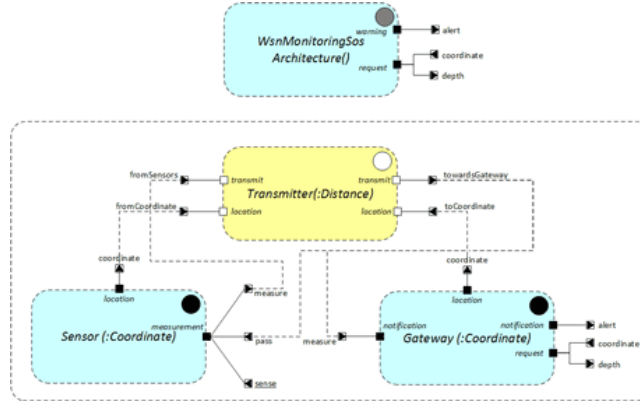 warning
alert
WsnMonitoringSos
Architecture()
coordinate
request
depth
fromSensors
transmit
transmit
towardsGateway
Transmitter(:Distance)
fromCoordinate
location
location
toCoordinate
coordinate
coordinate
location
measure
location
measurement
notification
notification
alert
Sensor (:Coordinate)
pass
measure
Gateway (:Coordinate)
coordinate
request
depth
sense